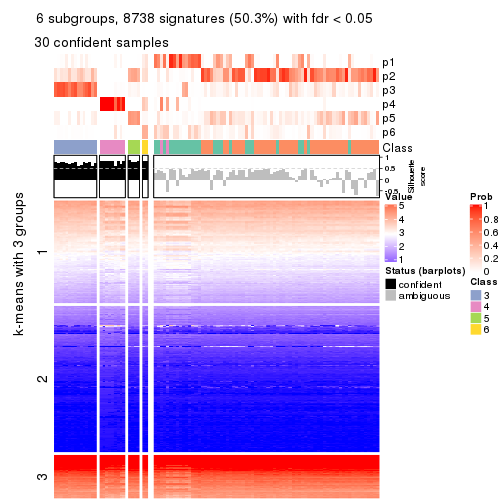 6 subgroups, 8738 signatures (50.3%) with fdr < 0.05
30 confident samples
p1
p2
p3
p4
p5
p6
Class
1
0.5
0
-0.5
Silhouette
score
k-means with 3 groups
1
2
3
Value
5
4
3
2
1
Status (barplots)
confident
ambiguous
Prob
1
0.8
0.6
0.4
0.2
0
Class
3
4
5
6